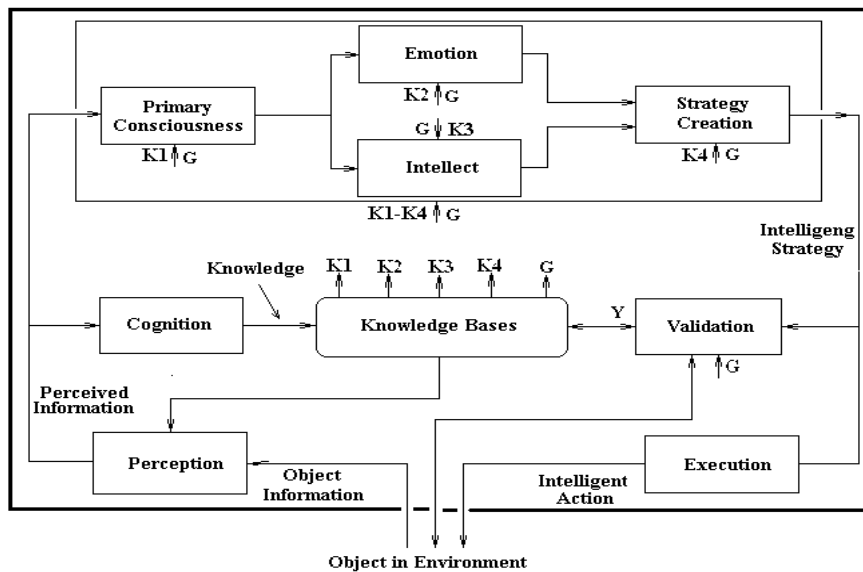 Emotion
K2 G
Primary
Consciousness
K1 G
G K3
Intellect
Strategy
Creation
K4 G
K1-K4 G
Intelligeng
Strategy
Knowledge
K1 K2 K3 K4 G
Cognition
Knowledge Bases
Y
Validation
G
Perceived
Information
Perception
Object
Information
Intelligent
Action
Execution
Object in Environment